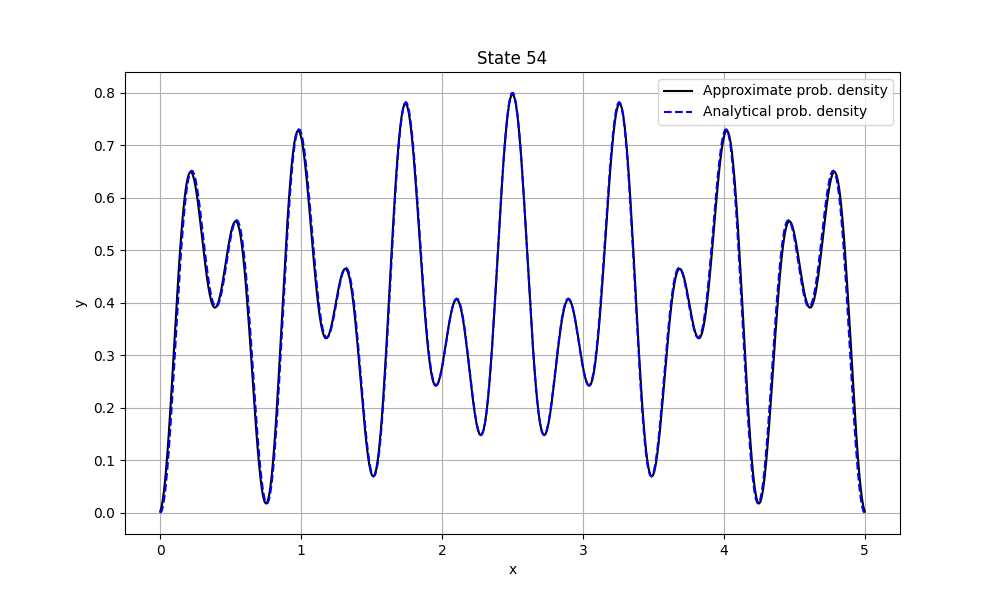 State 54
Approximate prob. density
Analytical prob. density
y
0.8
0.7
0.6
0.5
0.4
0.3
0.2
0.1
0.0
0 1 2 3 4 5
x